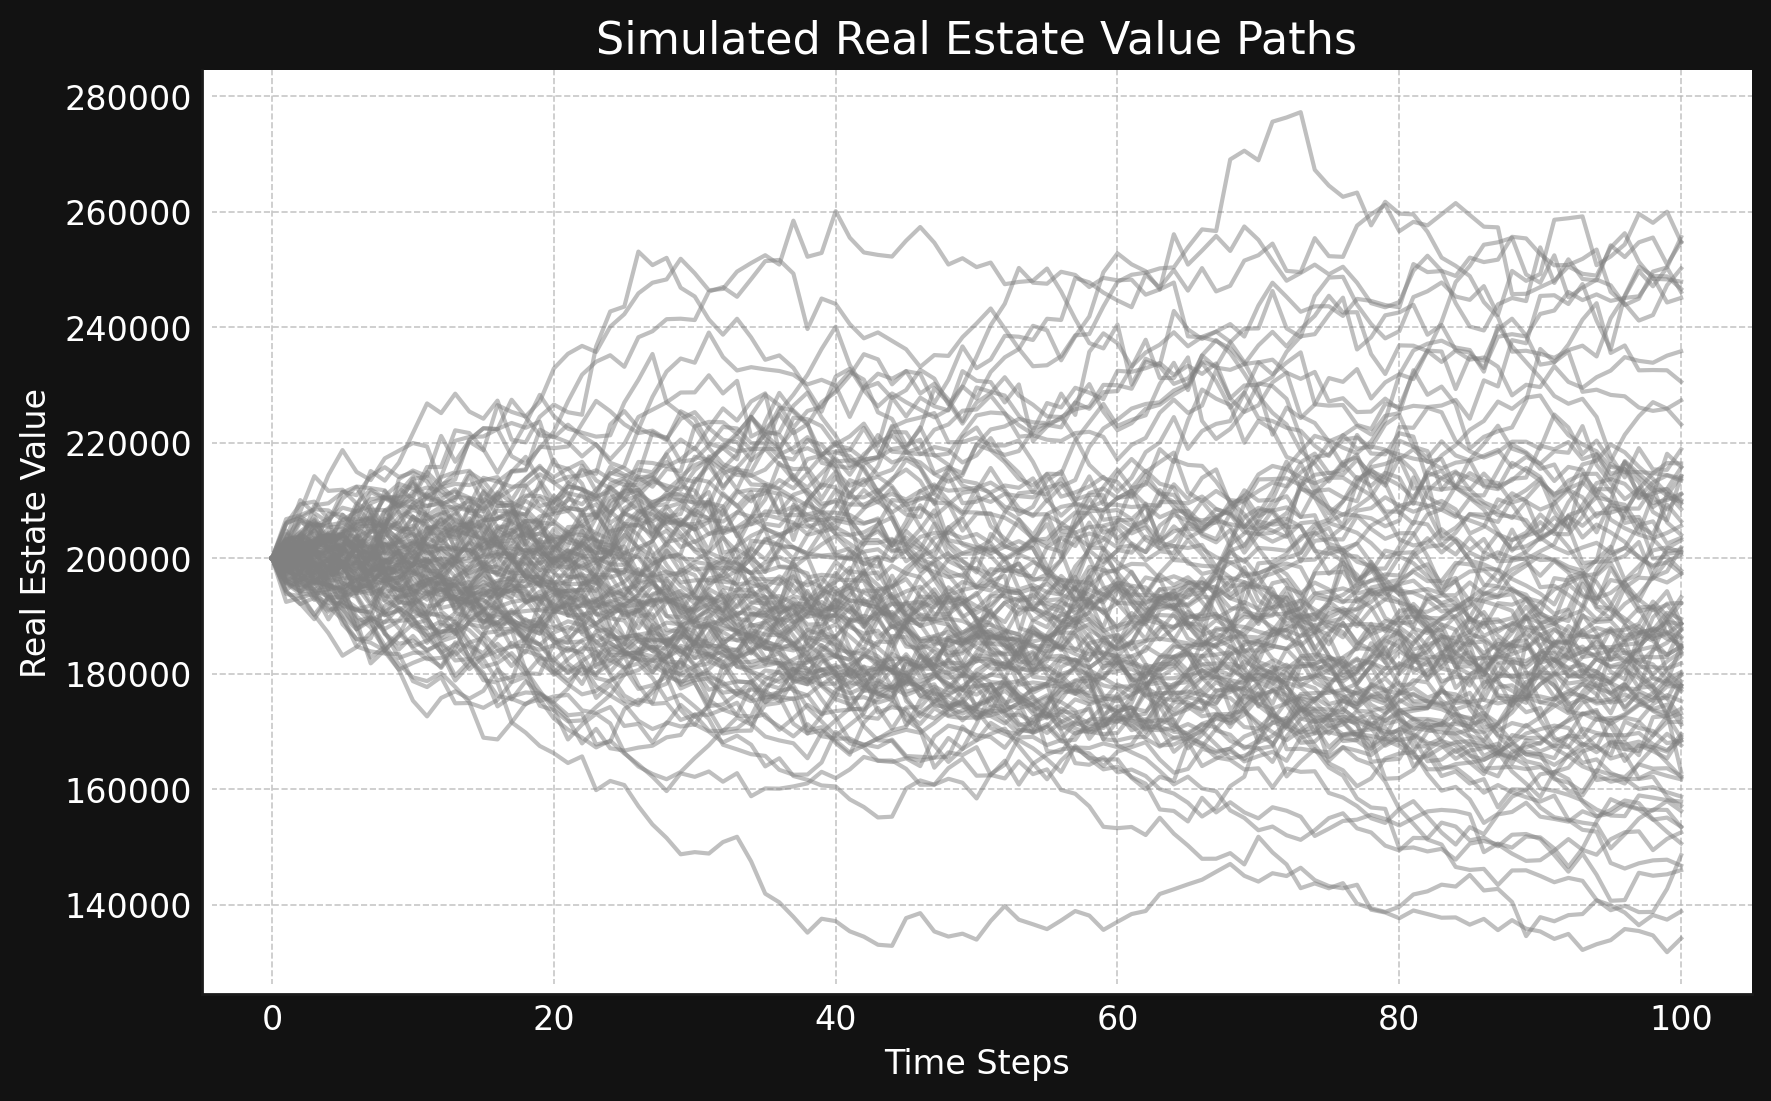 Simulated Real Estate Value Paths
280000
260000
240000
220000
200000
180000
160000
140000
Real Estate Value
0 20 40 60 80 100
Time Steps